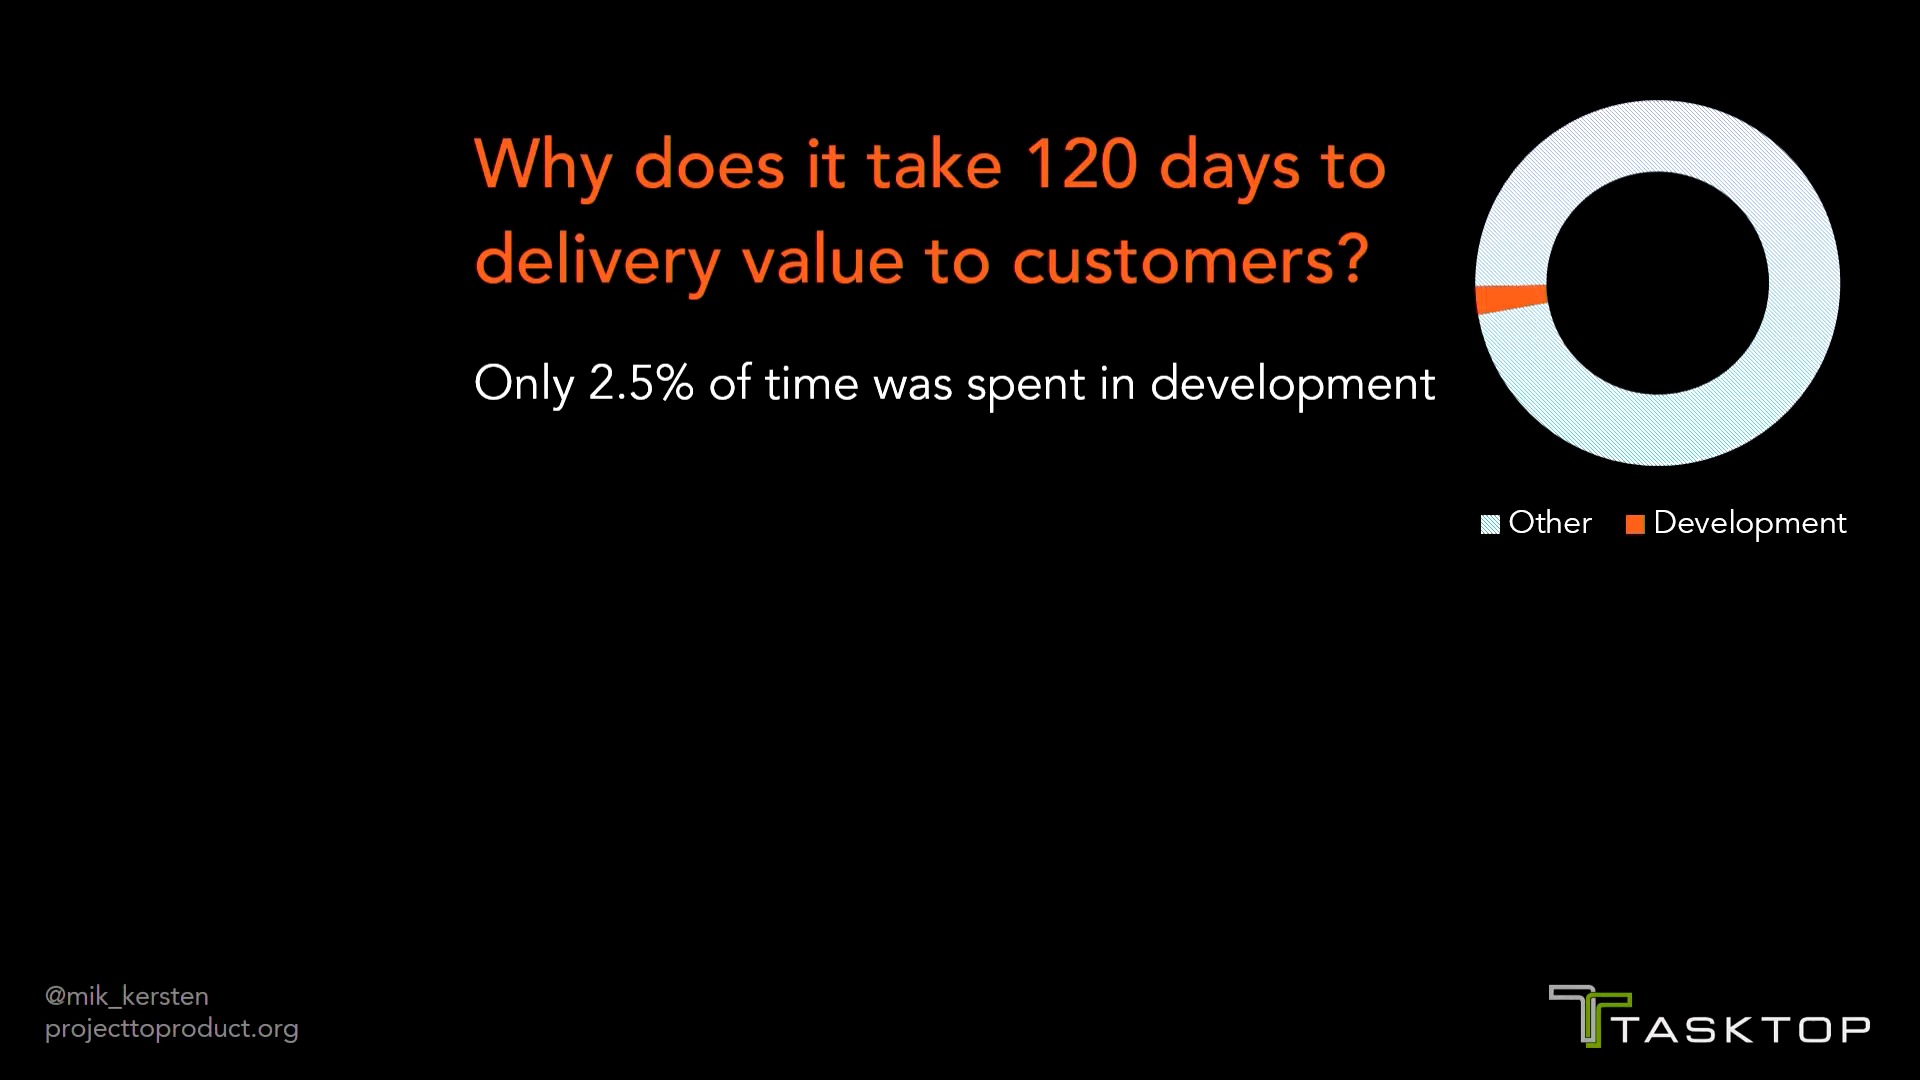 Why does it take 120 days to
delivery value to customers?
Only 2.5% of time was spent in development
Other
Development
@mik_kersten
projecttoproduct.org
TASKTOP